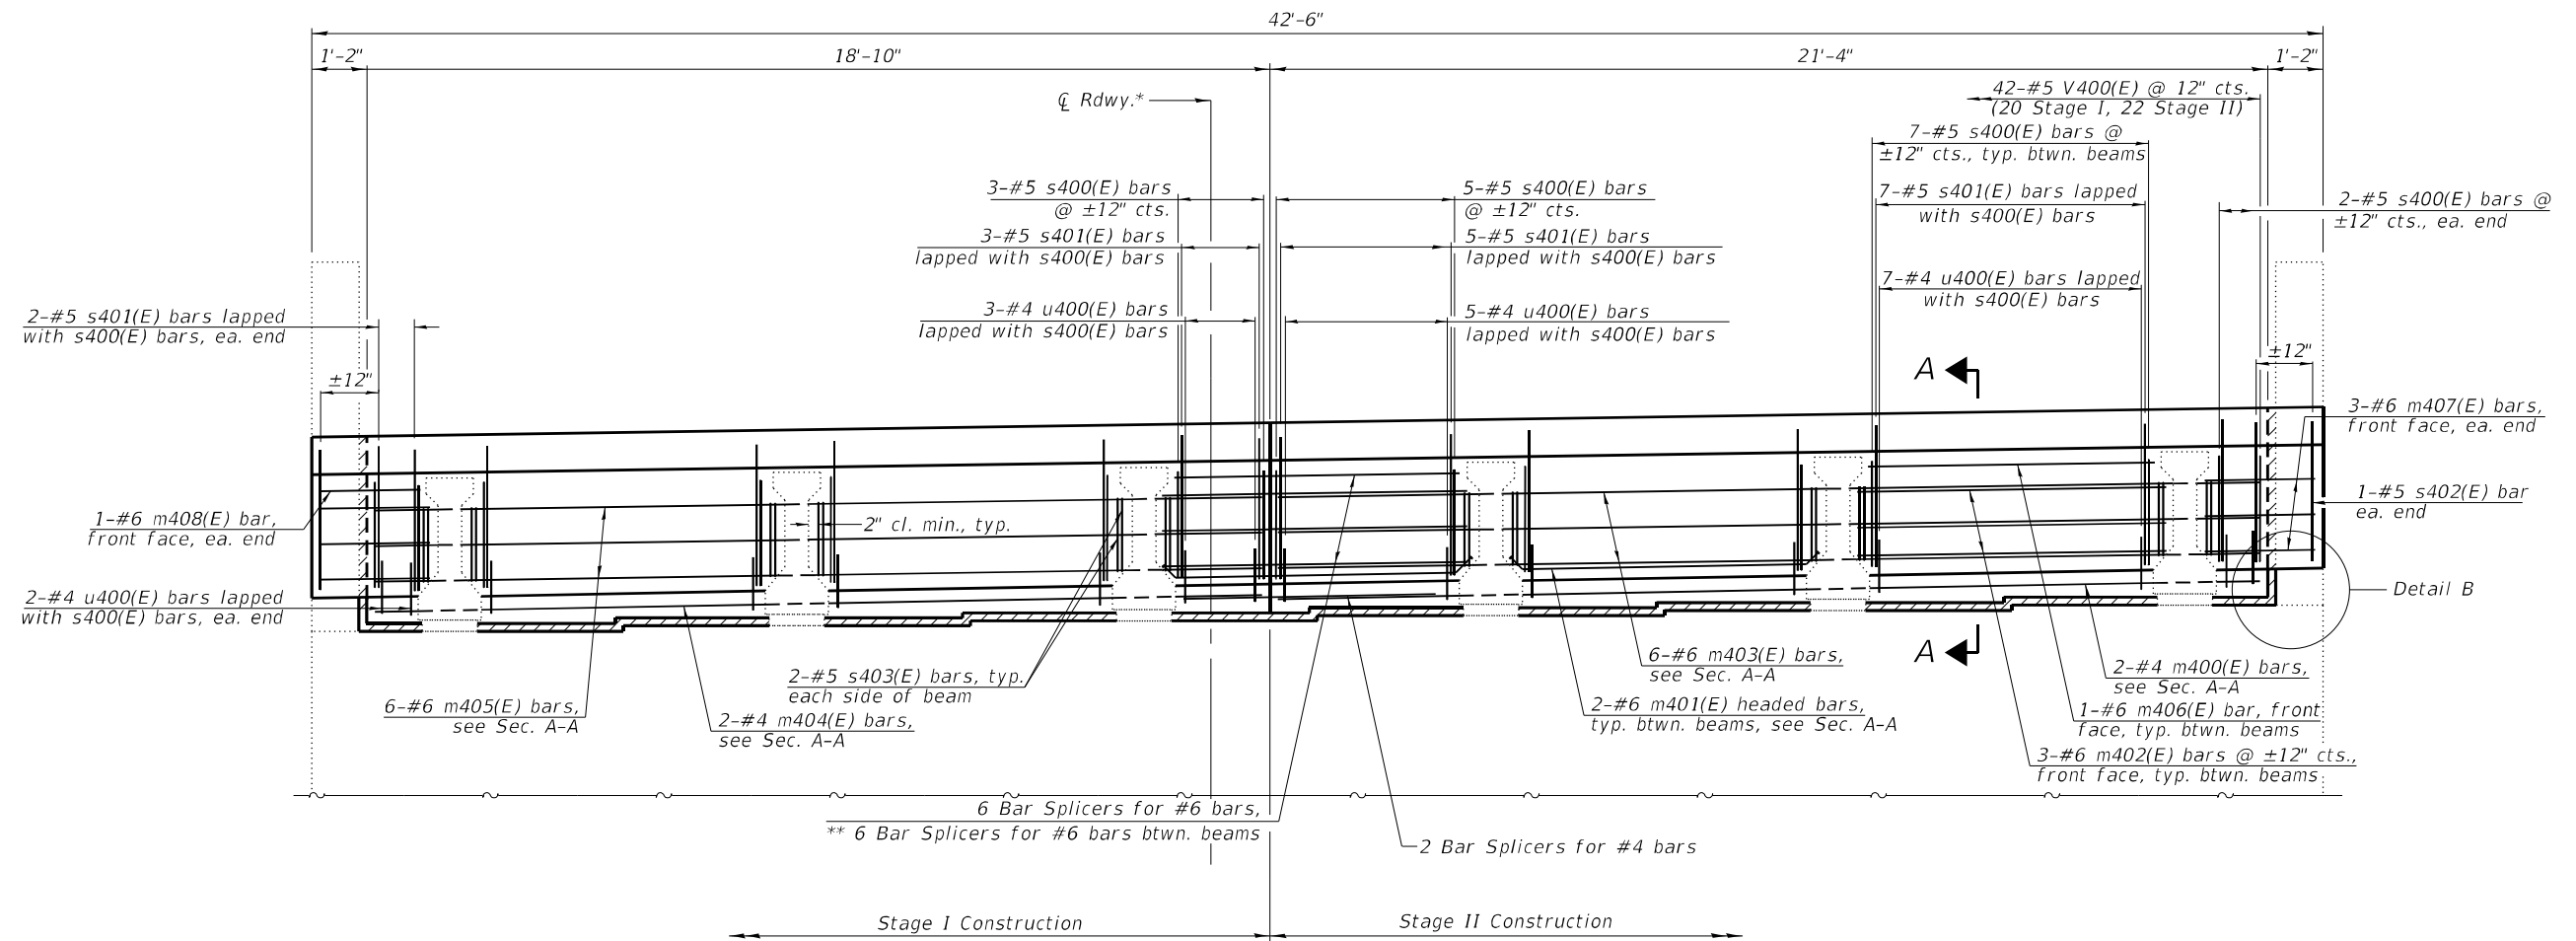 42'-6"
1'-2"
18'-10"
21'-4"
1'-2"
℄ Rdwy.*
42-#5 V400(E) @ 12" cts.
(20 Stage I, 22 Stage II)
7-#5 s400(E) bars @
±12" cts., typ. btwn. beams
3-#5 s400(E) bars
@ ±12" cts.
5-#5 s400(E) bars
@ ±12" cts.
7-#5 s401(E) bars lapped
with s400(E) bars
2-#5 s400(E) bars @
±12" cts., ea. end
3-#5 s401(E) bars
lapped with s400(E) bars
5-#5 s401(E) bars
lapped with s400(E) bars
7-#4 u400(E) bars lapped
with s400(E) bars
2-#5 s401(E) bars lapped
with s400(E) bars, ea. end
3-#4 u400(E) bars
lapped with s400(E) bars
5-#4 u400(E) bars
lapped with s400(E) bars
±12"
A
±12"
3-#6 m407(E) bars,
front face, ea. end
1-#6 m408(E) bar,
front face, ea. end
2" cl. min., typ.
1-#5 s402(E) bar
ea. end
2-#4 u400(E) bars lapped
with s400(E) bars, ea. end
Detail B
A
6-#6 m405(E) bars,
see Sec. A-A
2-#4 m404(E) bars,
see Sec. A-A
2-#5 s403(E) bars, typ.
each side of beam
6-#6 m403(E) bars,
see Sec. A-A
2-#6 m401(E) headed bars,
typ. btwn. beams, see Sec. A-A
2-#4 m400(E) bars,
see Sec. A-A
1-#6 m406(E) bar, front
face, typ. btwn. beams
3-#6 m402(E) bars @ ±12" cts.,
front face, typ. btwn. beams
6 Bar Splicers for #6 bars,
** 6 Bar Splicers for #6 bars btwn. beams
2 Bar Splicers for #4 bars
Stage I Construction
Stage II Construction